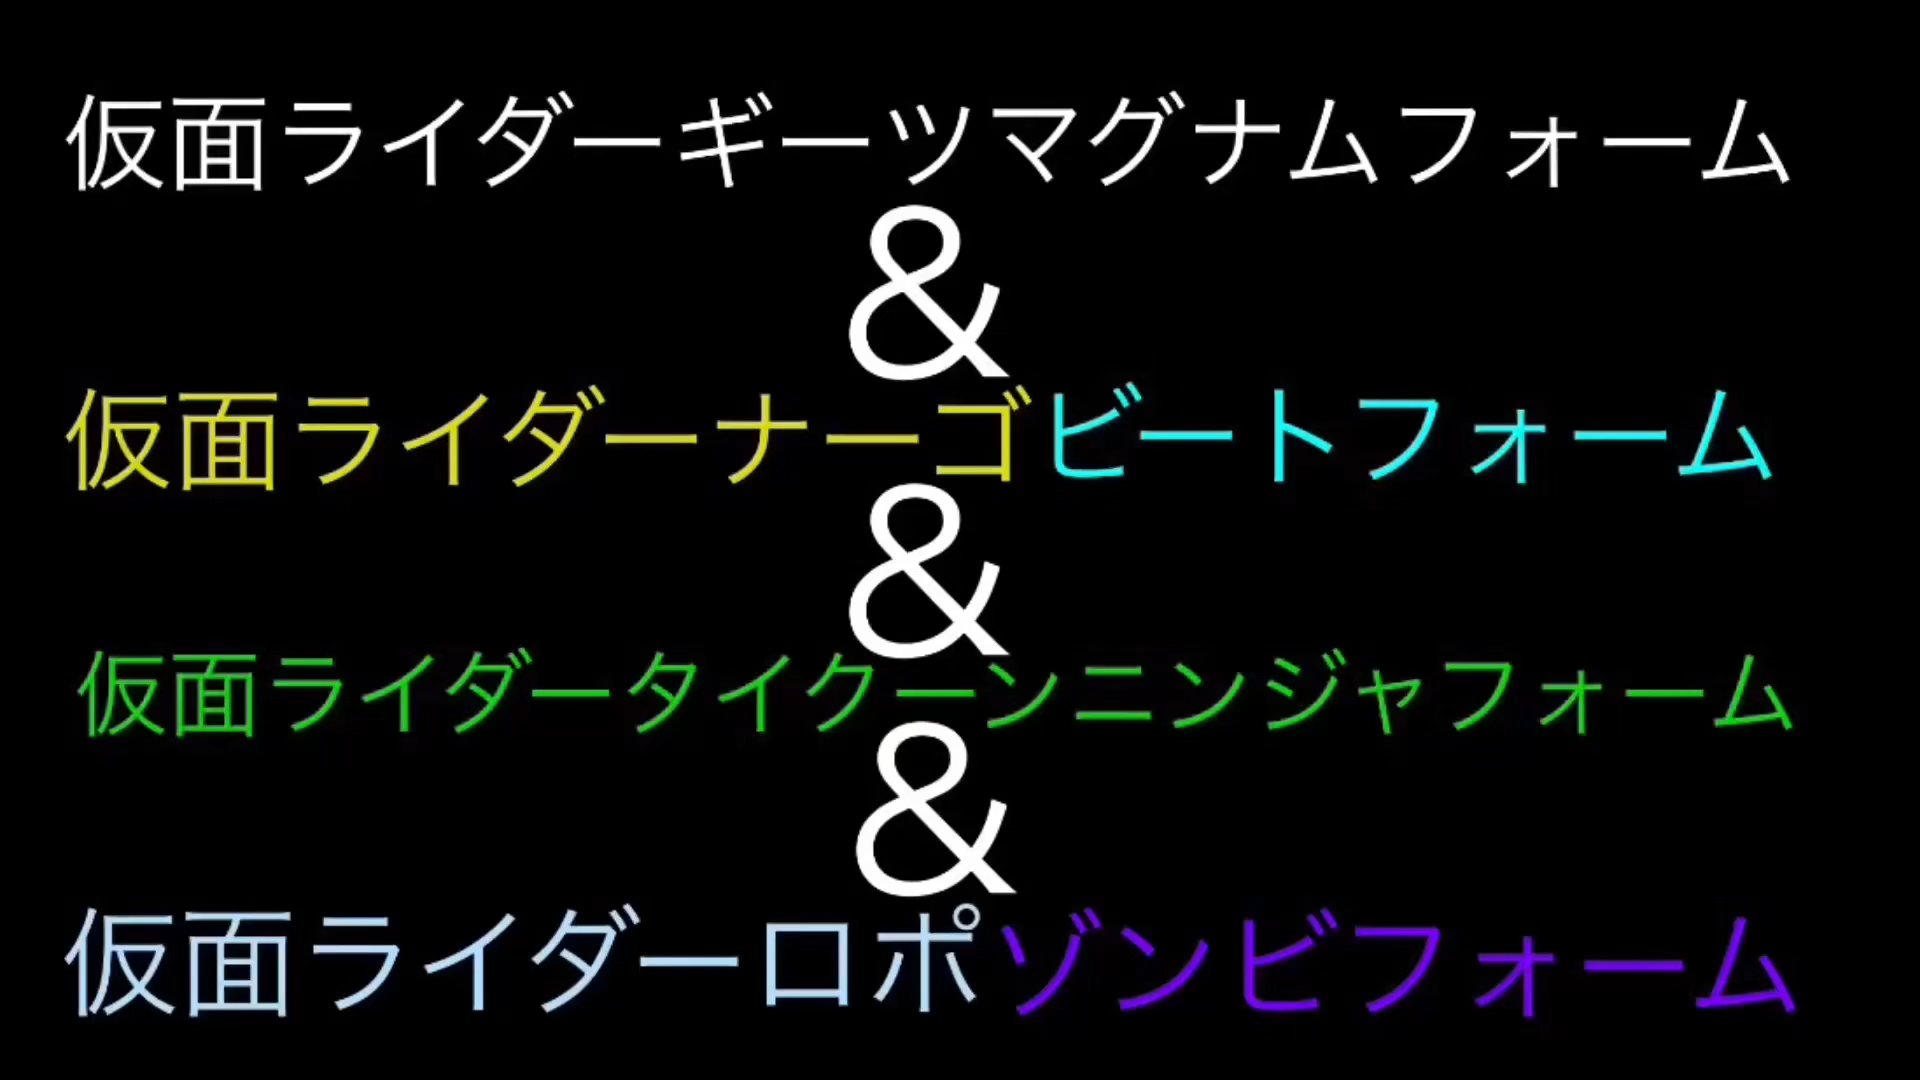 仮面ライダーギーツマグナムフォーム
&
仮面ライダーナーゴビートフォーム
&
仮面ライダータイクーンニンジャフォーム
&
仮面ライダーロポゾンビフォーム